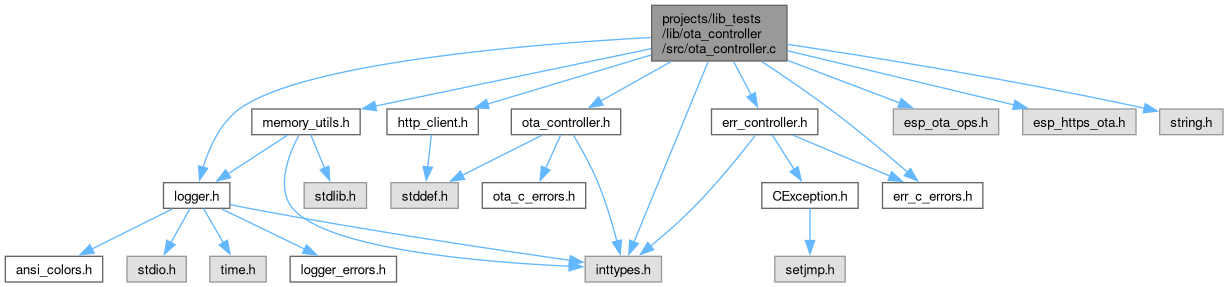 projects/lib_tests
/lib/ota_controller
/src/ota_controller.c
memory_utils.h
http_client.h
ota_controller.h
err_controller.h
esp_ota_ops.h
esp_https_ota.h
string.h
logger.h
stdlib.h
stddef.h
ota_c_errors.h
CException.h
err_c_errors.h
ansi_colors.h
stdio.h
time.h
logger_errors.h
inttypes.h
setjmp.h